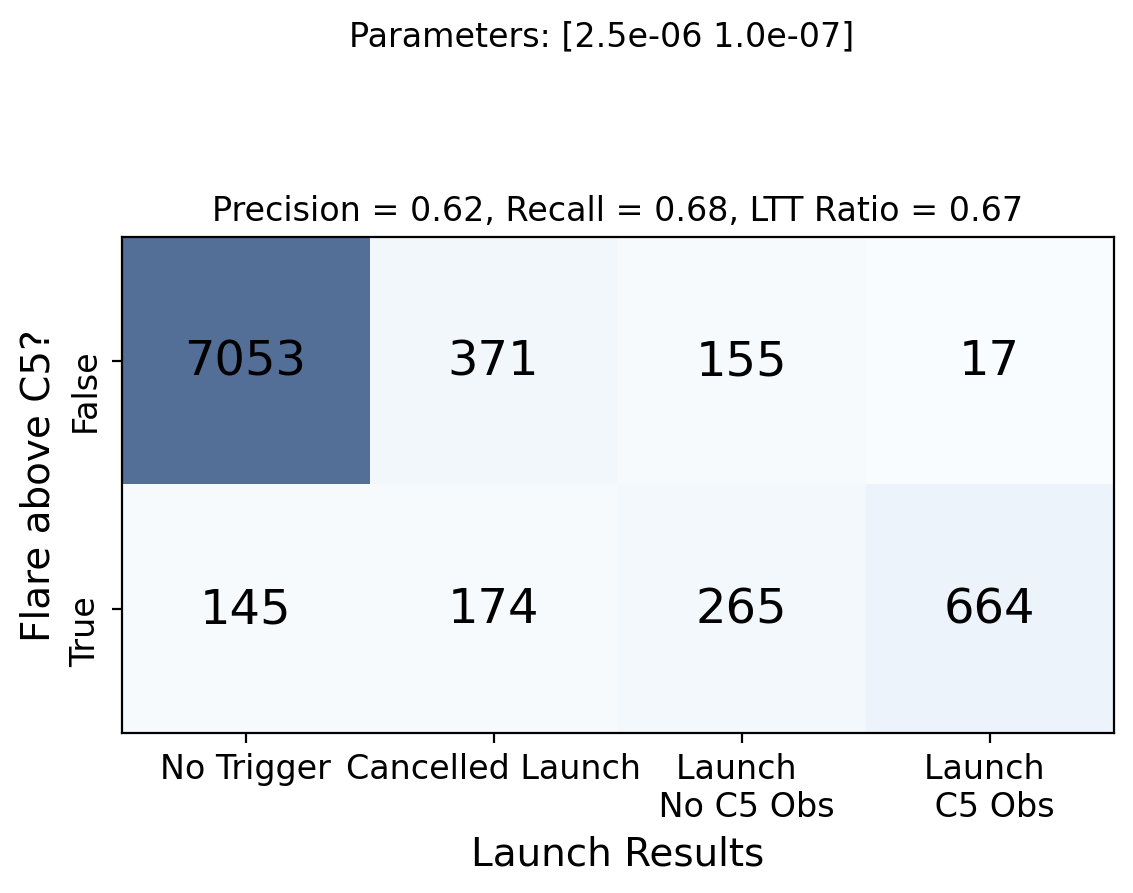 Parameters: [2.5e-06 1.0e-07]
Precision = 0.62, Recall = 0.68, LTT Ratio = 0.67
Flare above C5?
False
7053 371 155 17
True
145 174 265 664
No Trigger Cancelled Launch Launch Launch
No C5 Obs C5 Obs
Launch Results